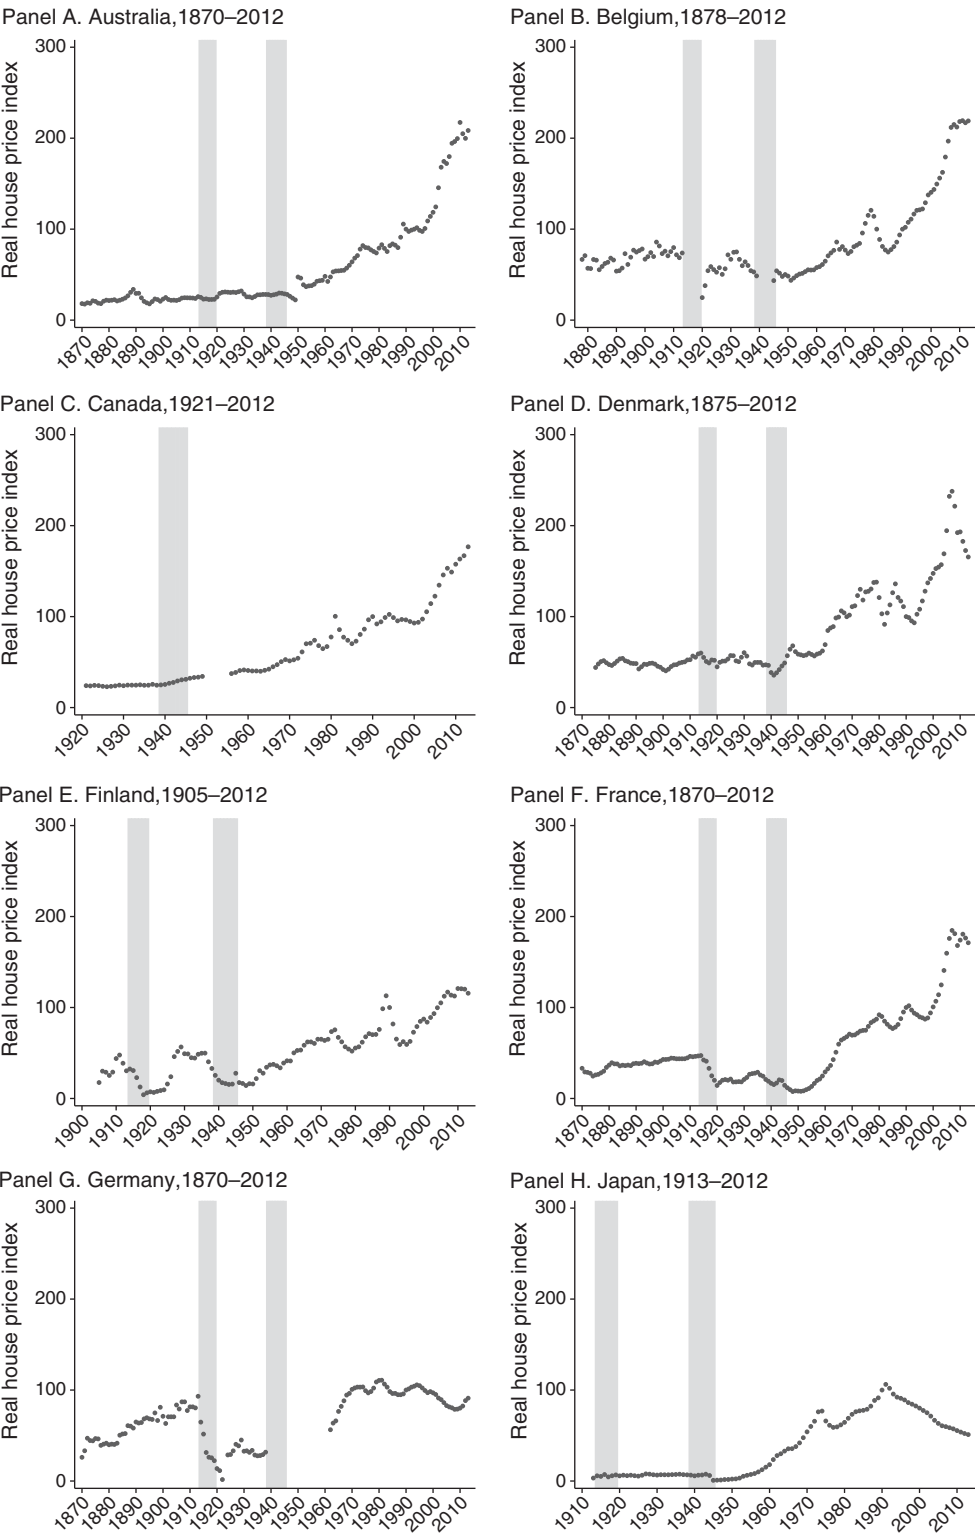 Panel A. Australia,1870–2012
Real house price index
300
200
100
0
1870 1880 1890 1900 1910 1920 1930 1940 1950 1960 1970 1980 1990 2000 2010
Panel B. Belgium,1878–2012
Real house price index
300
200
100
0
1880 1890 1900 1910 1920 1930 1940 1950 1960 1970 1980 1990 2000 2010
Panel C. Canada,1921–2012
Real house price index
300
200
100
0
1920 1930 1940 1950 1960 1970 1980 1990 2000 2010
Panel D. Denmark,1875–2012
Real house price index
300
200
100
0
1870 1880 1890 1900 1910 1920 1930 1940 1950 1960 1970 1980 1990 2000 2010
Panel E. Finland,1905–2012
Real house price index
300
200
100
0
1900 1910 1920 1930 1940 1950 1960 1970 1980 1990 2000 2010
Panel F. France,1870–2012
Real house price index
300
200
100
0
1870 1880 1890 1900 1910 1920 1930 1940 1950 1960 1970 1980 1990 2000 2010
Panel G. Germany,1870–2012
Real house price index
300
200
100
0
1870 1880 1890 1900 1910 1920 1930 1940 1950 1960 1970 1980 1990 2000 2010
Panel H. Japan,1913–2012
Real house price index
300
200
100
0
1910 1920 1930 1940 1950 1960 1970 1980 1990 2000 2010